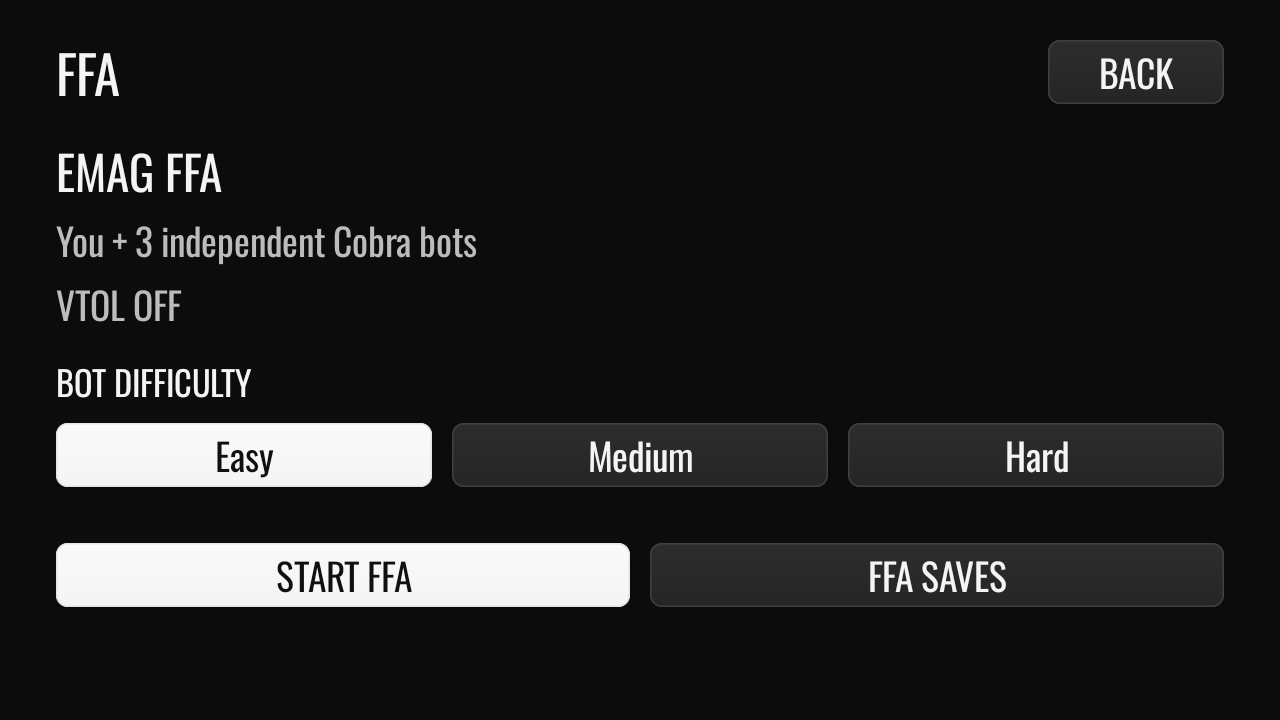 FFA
BACK
EMAG FFA
You + 3 independent Cobra bots
VTOL OFF
BOT DIFFICULTY
Easy
Medium
Hard
START FFA
FFA SAVES